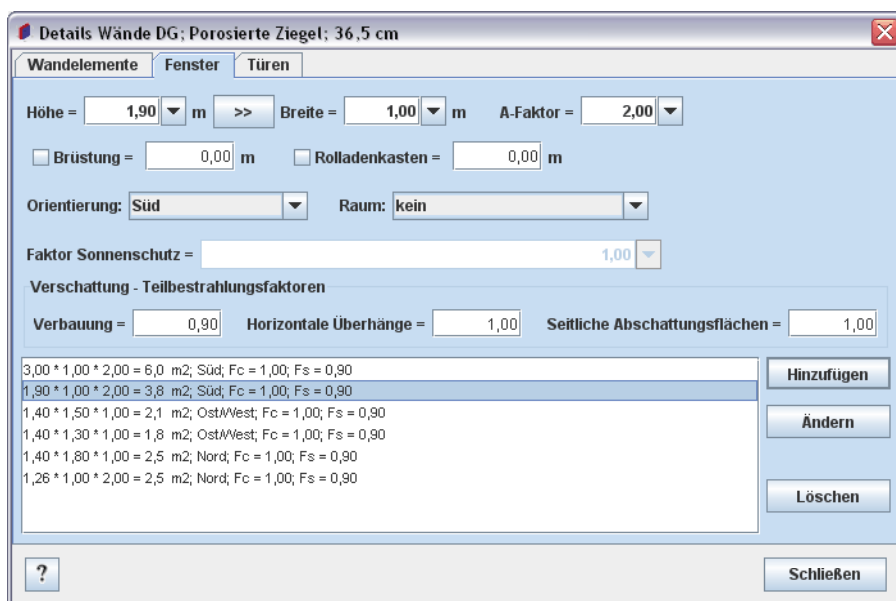 Details Wände DG; Porosierte Ziegel; 36,5 cm
Wandelemente Fenster Türen
Höhe = 1,90 m >> Breite = 1,00 m A-Faktor = 2,00
Brüstung = 0,00 m Rolladenkasten = 0,00 m
Orientierung: Süd Raum: kein
Faktor Sonnenschutz = 1,00
Verschattung - Teilbestrahlungsfaktoren
Verbauung = 0,90 Horizontale Überhänge = 1,00 Seitliche Abschattungsflächen = 1,00
3,00 * 1,00 * 2,00 = 6,0 m2; Süd; Fc = 1,00; Fs = 0,90
1,90 * 1,00 * 2,00 = 3,8 m2; Süd; Fc = 1,00; Fs = 0,90
1,40 * 1,50 * 1,00 = 2,1 m2; Ost/West; Fc = 1,00; Fs = 0,90
1,40 * 1,30 * 1,00 = 1,8 m2; Ost/West; Fc = 1,00; Fs = 0,90
1,40 * 1,80 * 1,00 = 2,5 m2; Nord; Fc = 1,00; Fs = 0,90
1,26 * 1,00 * 2,00 = 2,5 m2; Nord; Fc = 1,00; Fs = 0,90
Hinzufügen
Ändern
Löschen
? Schließen